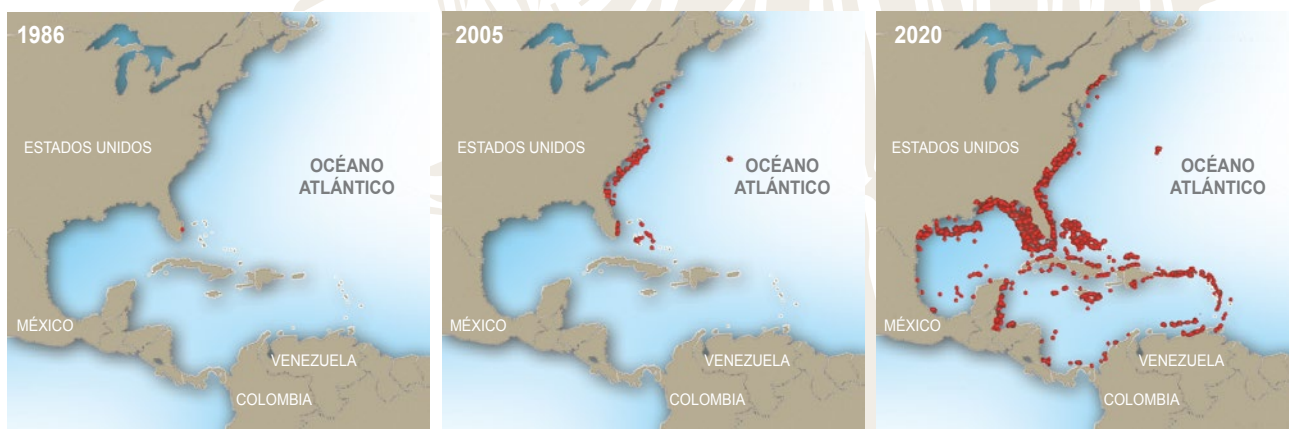 1986
ESTADOS UNIDOS
OCÉANO
ATLÁNTICO
MÉXICO
VENEZUELA
COLOMBIA
2005
ESTADOS UNIDOS
OCÉANO
ATLÁNTICO
MÉXICO
VENEZUELA
COLOMBIA
2020
ESTADOS UNIDOS
OCÉANO
ATLÁNTICO
MÉXICO
VENEZUELA
COLOMBIA